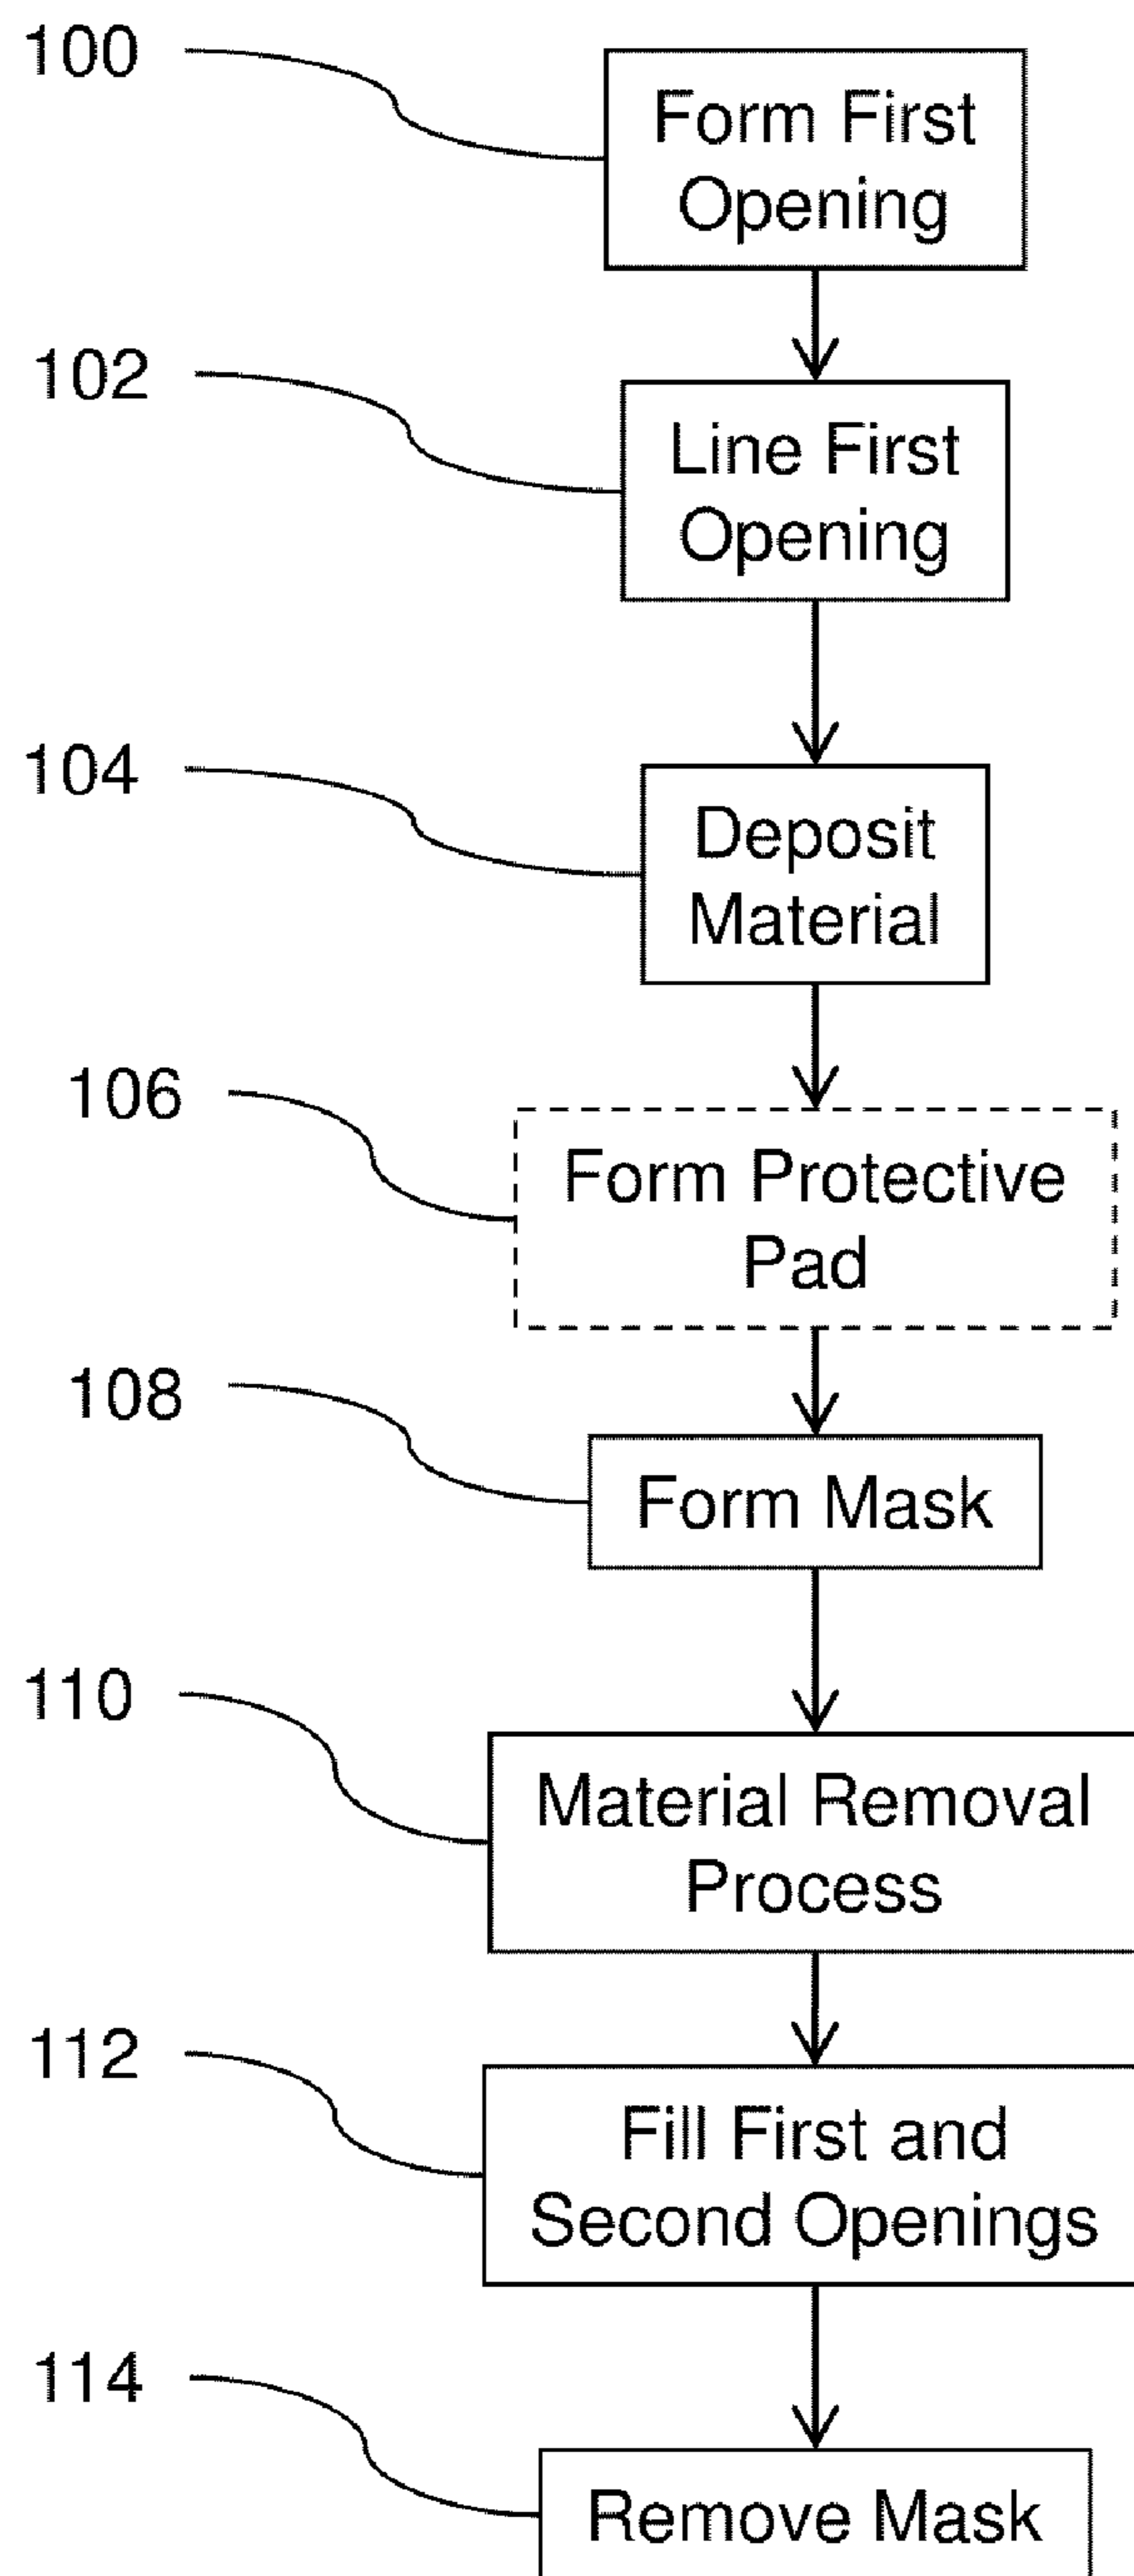 100
Form First
Opening
102
Line First
Opening
104
Deposit
Material
106
Form Protective
Pad
108
Form Mask
110
Material Removal
Process
112
Fill First and
Second Openings
114
Remove Mask